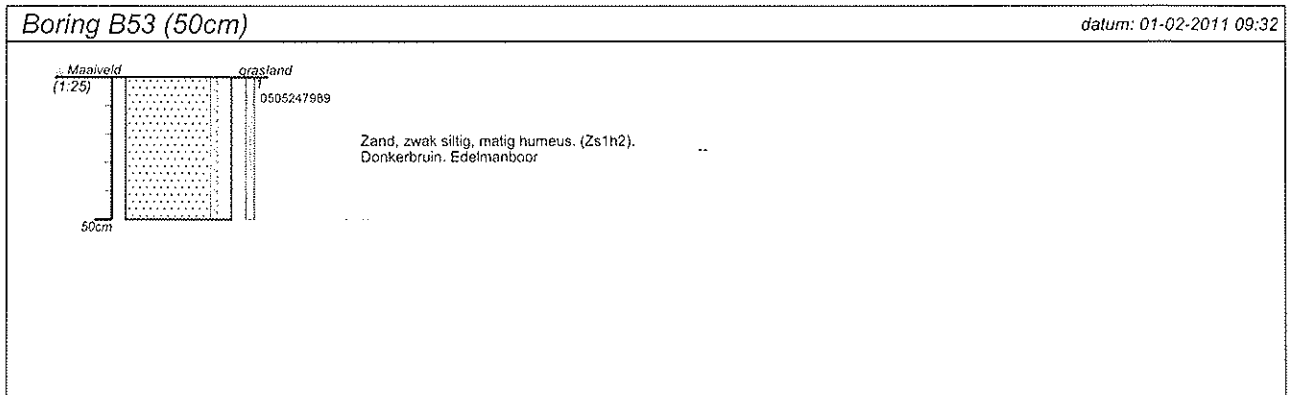 Boring B53 (50cm)
datum: 01-02-2011 09:32
Maaiveld
grasland
(1:25)
1
0505247989
Zand, zwak siltig, matig humeus. (Zs1h2).
Donkerbruin. Edelmanboor
50cm